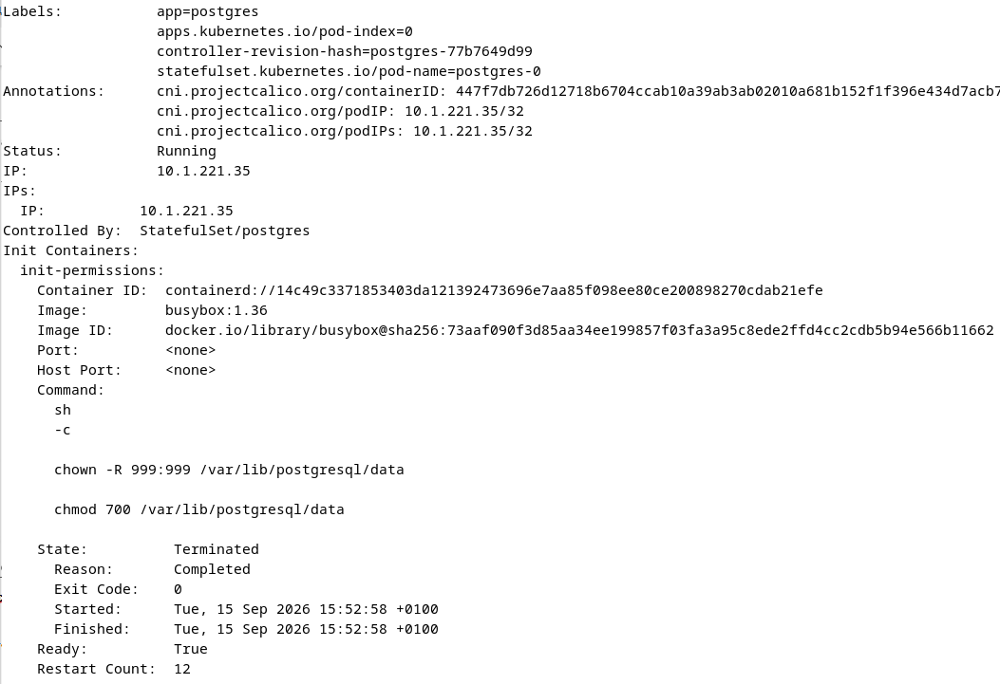 Labels:           app=postgres
                  apps.kubernetes.io/pod-index=0
                  controller-revision-hash=postgres-77b7649d99
                  statefulset.kubernetes.io/pod-name=postgres-0
Annotations:      cni.projectcalico.org/containerID: 447f7db726d12718b6704ccab10a39ab3ab02010a681b152f1f396e434d7acb7
                  cni.projectcalico.org/podIP: 10.1.221.35/32
                  cni.projectcalico.org/podIPs: 10.1.221.35/32
Status:           Running
IP:               10.1.221.35
IPs:
  IP:           10.1.221.35
Controlled By:  StatefulSet/postgres
Init Containers:
  init-permissions:
    Container ID:  containerd://14c49c3371853403da121392473696e7aa85f098ee80ce200898270cdab21efe
    Image:         busybox:1.36
    Image ID:      docker.io/library/busybox@sha256:73aaf090f3d85aa34ee199857f03fa3a95c8ede2ffd4cc2cdb5b94e566b11662
    Port:          <none>
    Host Port:     <none>
    Command:
      sh
      -c
      chown -R 999:999 /var/lib/postgresql/data
      chmod 700 /var/lib/postgresql/data
    State:          Terminated
      Reason:       Completed
      Exit Code:    0
      Started:      Tue, 15 Sep 2026 15:52:58 +0100
      Finished:     Tue, 15 Sep 2026 15:52:58 +0100
    Ready:          True
    Restart Count:  12